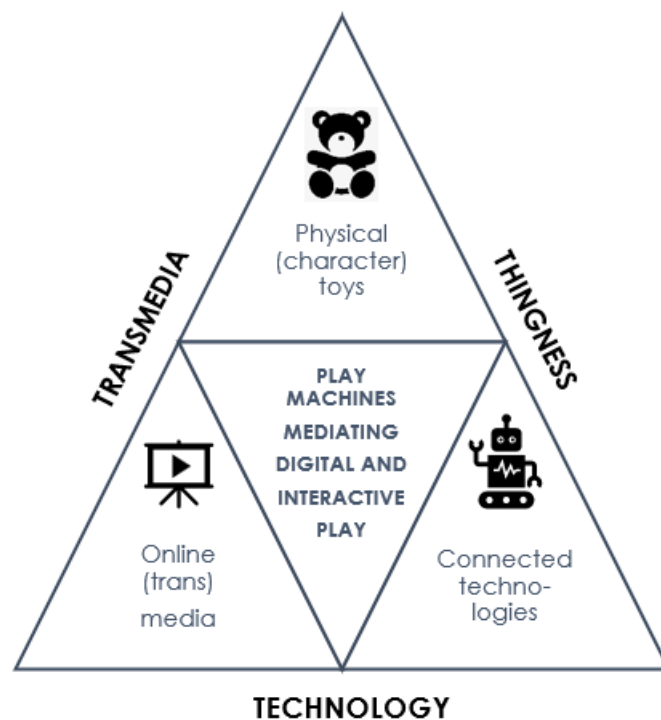 Physical
(character)
toys
TRANSMEDIA
THINGNESS
PLAY
MACHINES
MEDIATING
DIGITAL AND
INTERACTIVE
PLAY
Online
(trans)
media
Connected
techno-
logies
TECHNOLOGY